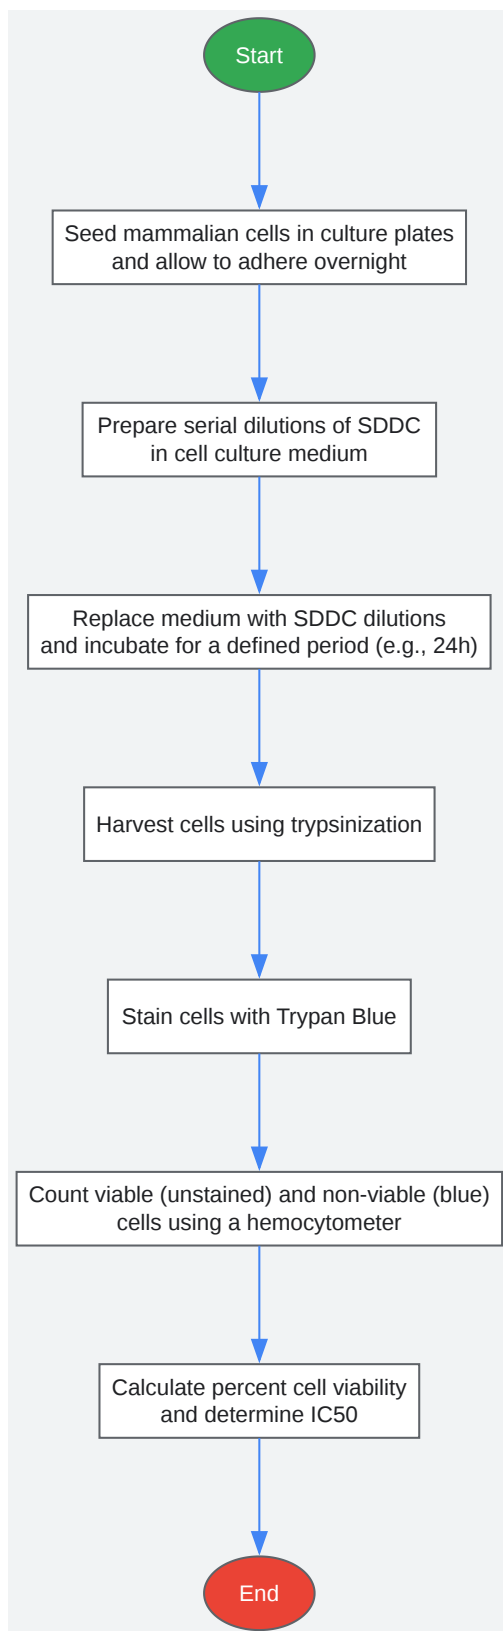 Start
Seed mammalian cells in culture plates
and allow to adhere overnight
Prepare serial dilutions of SDDC
in cell culture medium
Replace medium with SDDC dilutions
and incubate for a defined period (e.g., 24h)
Harvest cells using trypsinization
Stain cells with Trypan Blue
Count viable (unstained) and non-viable (blue)
cells using a hemocytometer
Calculate percent cell viability
and determine IC50
End